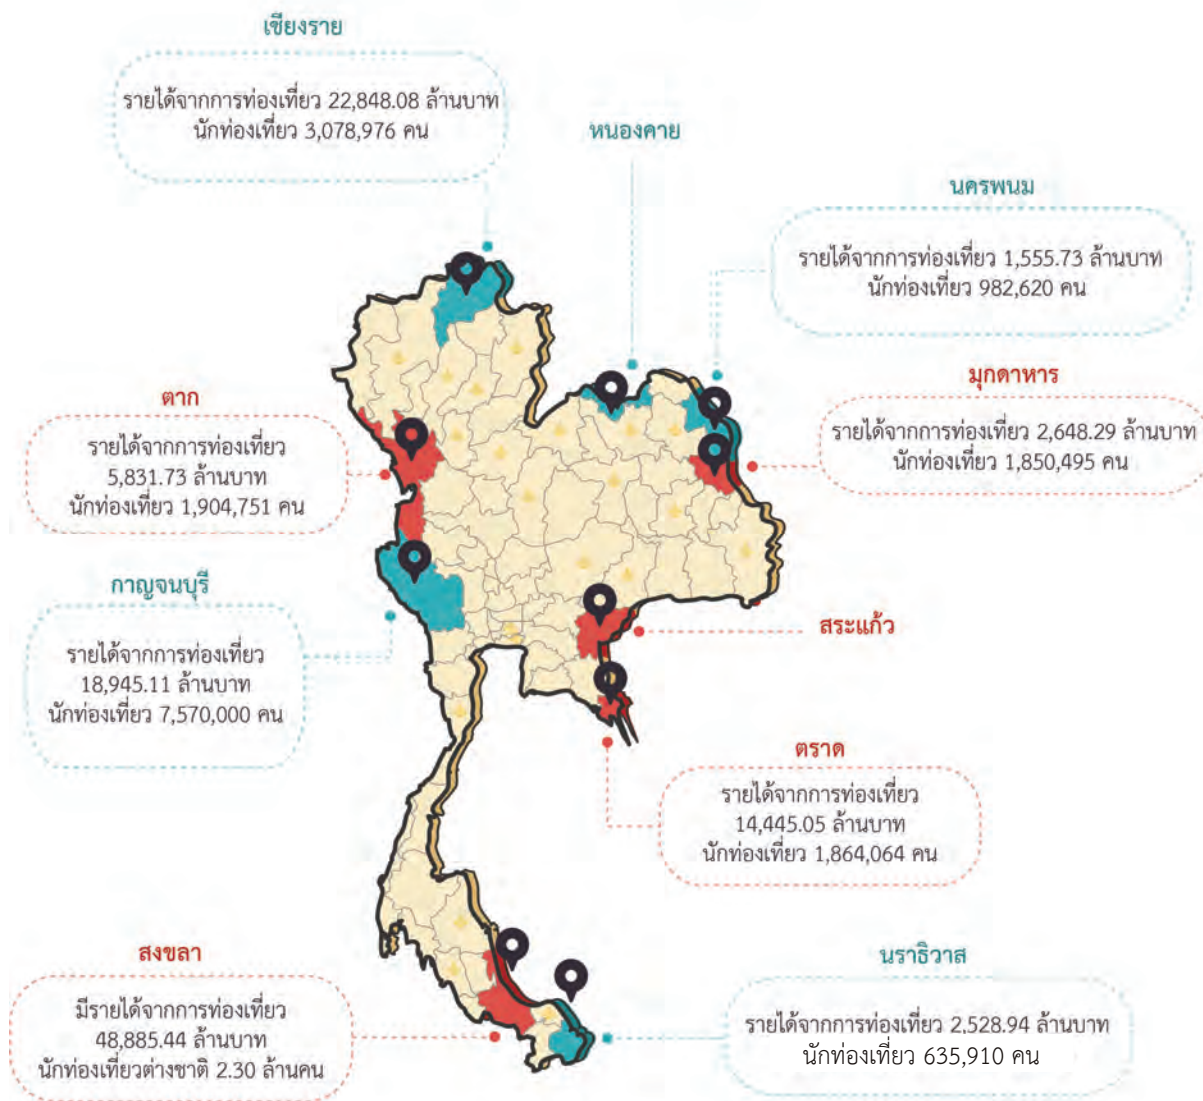 เชียงราย
รายได้จากการท่องเที่ยว 22,848.08 ล้านบาท
นักท่องเที่ยว 3,078,976 คน
หนองคาย
นครพนม
รายได้จากการท่องเที่ยว 1,555.73 ล้านบาท
นักท่องเที่ยว 982,620 คน
มุกดาหาร
รายได้จากการท่องเที่ยว 2,648.29 ล้านบาท
นักท่องเที่ยว 1,850,495 คน
ตาก
รายได้จากการท่องเที่ยว
5,831.73 ล้านบาท
นักท่องเที่ยว 1,904,751 คน
กาญจนบุรี
รายได้จากการท่องเที่ยว
18,945.11 ล้านบาท
นักท่องเที่ยว 7,570,000 คน
สระแก้ว
ตราด
รายได้จากการท่องเที่ยว
14,445.05 ล้านบาท
นักท่องเที่ยว 1,864,064 คน
สงขลา
มีรายได้จากการท่องเที่ยว
48,885.44 ล้านบาท
นักท่องเที่ยวต่างชาติ 2.30 ล้านคน
นราธิวาส
รายได้จากการท่องเที่ยว 2,528.94 ล้านบาท
นักท่องเที่ยว 635,910 คน